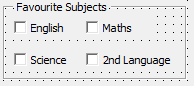 Favourite Subjects
English Maths
Science 2nd Language